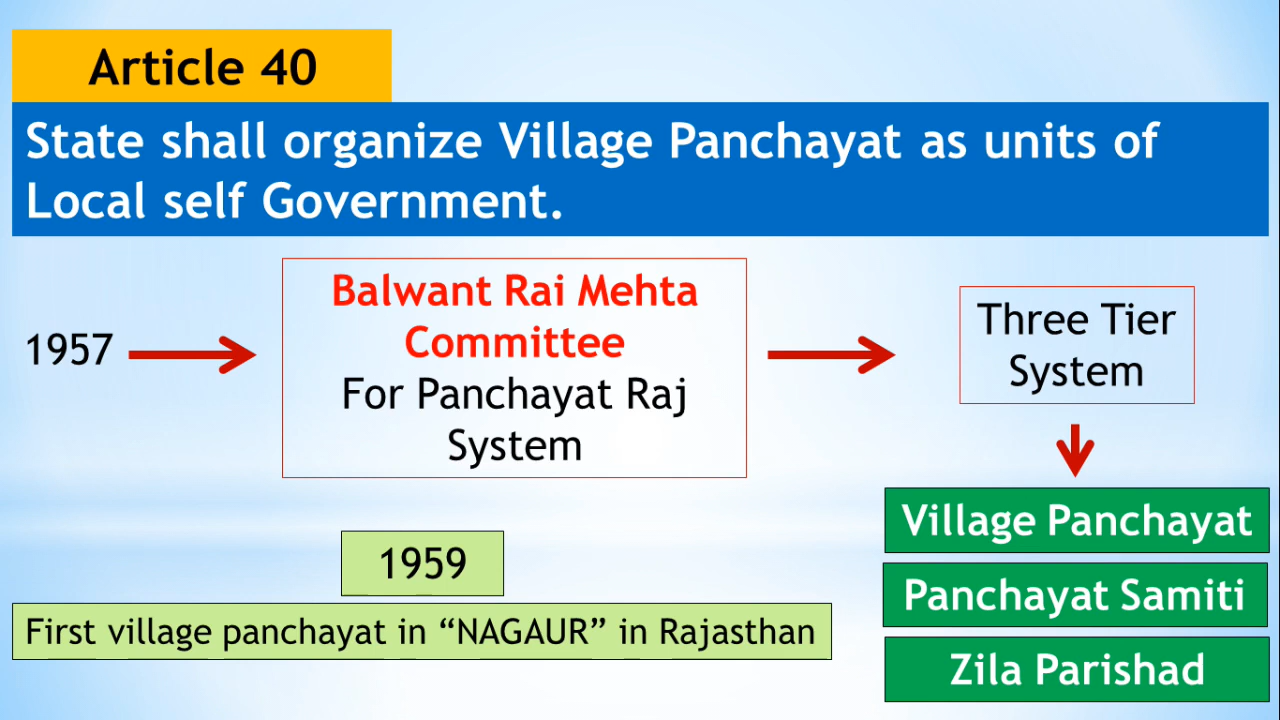 Article 40
State shall organize Village Panchayat as units of
Local self Government.
1957
Balwant Rai Mehta
Committee
For Panchayat Raj
System
Three Tier
System
Village Panchayat
Panchayat Samiti
Zila Parishad
1959
First village panchayat in “NAGAUR” in Rajasthan